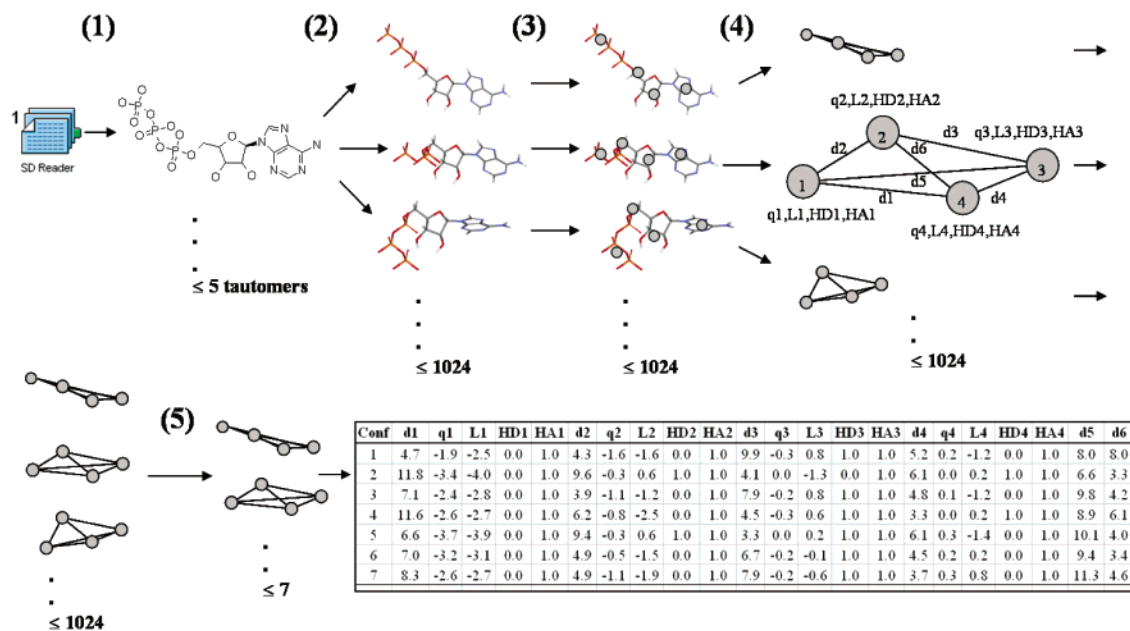 (1) (2) (3) (4)
1
SD Reader
O O P O O O P O O P O O O O O O N N N N N
q2,L2,HD2,HA2
2 d3 q3,L3,HD3,HA3
d2 d6
1 d5 3
d1 4 d4
q1,L1,HD1,HA1
q4,L4,HD4,HA4
≤ 5 tautomers
≤ 1024 ≤ 1024 ≤ 1024
(5)
Conf d1 q1 L1 HD1 HA1 d2 q2 L2 HD2 HA2 d3 q3 L3 HD3 HA3 d4 q4 L4 HD4 HA4 d5 d6
1 4.7 -1.9 -2.5 0.0 1.0 4.3 -1.6 -1.6 0.0 1.0 9.9 -0.3 0.8 1.0 1.0 5.2 0.2 -1.2 0.0 1.0 8.0 8.0
2 11.8 -3.4 -4.0 0.0 1.0 9.6 -0.3 0.6 1.0 1.0 4.1 0.0 -1.3 0.0 1.0 6.1 0.0 0.2 1.0 1.0 6.6 3.3
3 7.1 -2.4 -2.8 0.0 1.0 3.9 -1.1 -1.2 0.0 1.0 7.9 -0.2 0.8 1.0 1.0 4.8 0.1 -1.2 0.0 1.0 9.8 4.2
4 11.6 -2.6 -2.7 0.0 1.0 6.2 -0.8 -2.5 0.0 1.0 4.5 -0.3 0.6 1.0 1.0 3.3 0.0 0.2 1.0 1.0 8.9 6.1
5 6.6 -3.7 -3.9 0.0 1.0 9.4 -0.3 0.6 1.0 1.0 3.3 0.0 0.2 1.0 1.0 6.1 0.3 -1.4 0.0 1.0 10.1 4.0
6 7.0 -3.2 -3.1 0.0 1.0 4.9 -0.5 -1.5 0.0 1.0 6.7 -0.2 -0.1 1.0 1.0 4.5 0.2 0.2 0.0 1.0 9.4 3.4
7 8.3 -2.6 -2.7 0.0 1.0 4.9 -1.1 -1.9 0.0 1.0 7.9 -0.2 -0.6 1.0 1.0 3.7 0.3 0.8 0.0 1.0 11.3 4.6
≤ 7
≤ 1024